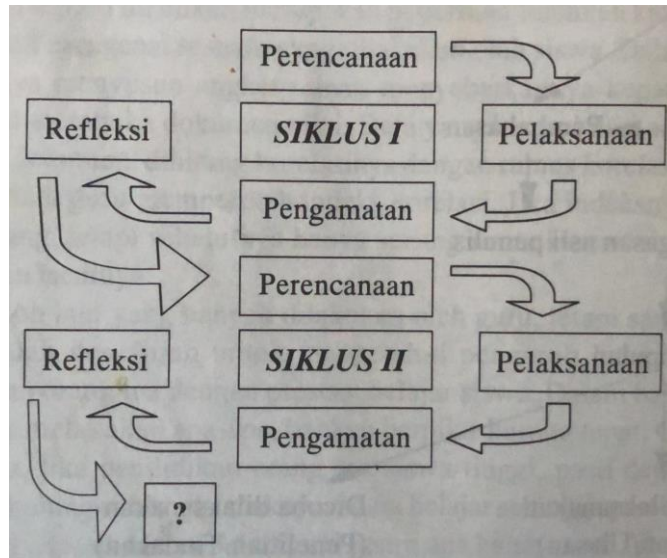 Perencanaan
Refleksi
SIKLUS I
Pelaksanaan
Pengamatan
Perencanaan
Refleksi
SIKLUS II
Pelaksanaan
Pengamatan
?